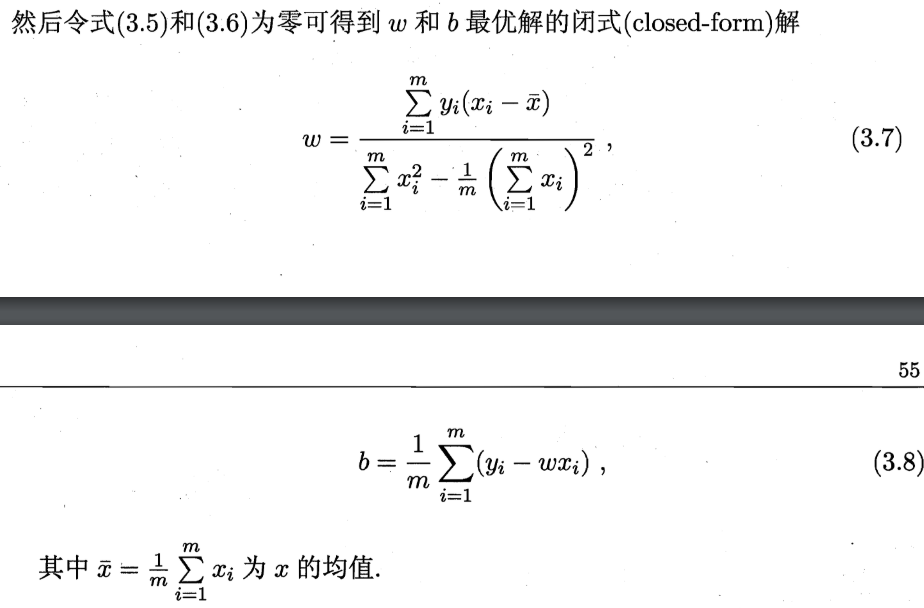 然后令式(3.5)和(3.6)为零可得到 w 和 b 最优解的闭式(closed-form)解
$w = \frac{\sum_{i=1}^{m} y_i(x_i - \bar{x})}{\sum_{i=1}^{m} x_i^2 - \frac{1}{m}\left(\sum_{i=1}^{m} x_i\right)^2}$ , (3.7)
55
$b = \frac{1}{m}\sum_{i=1}^{m}(y_i - wx_i)$ , (3.8)
其中 $\bar{x} = \frac{1}{m}\sum_{i=1}^{m} x_i$ 为 x 的均值.